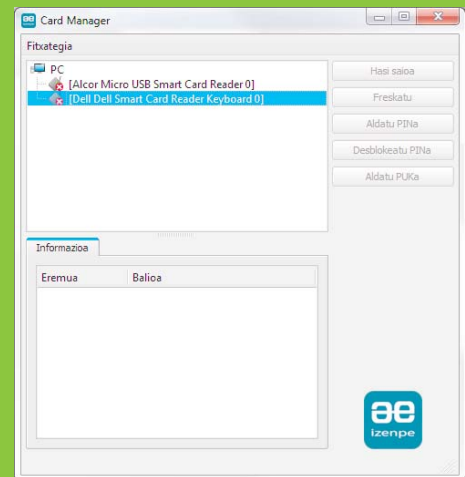 Card Manager
Fitxategia
PC
[Alcor Micro USB Smart Card Reader 0]
[Dell Dell Smart Card Reader Keyboard 0]
Hasi saioa
Freskatu
Aldatu PINa
Desblokeatu PINa
Aldatu PUKa
Informazioa
Eremua Balioa
ae
izenpe